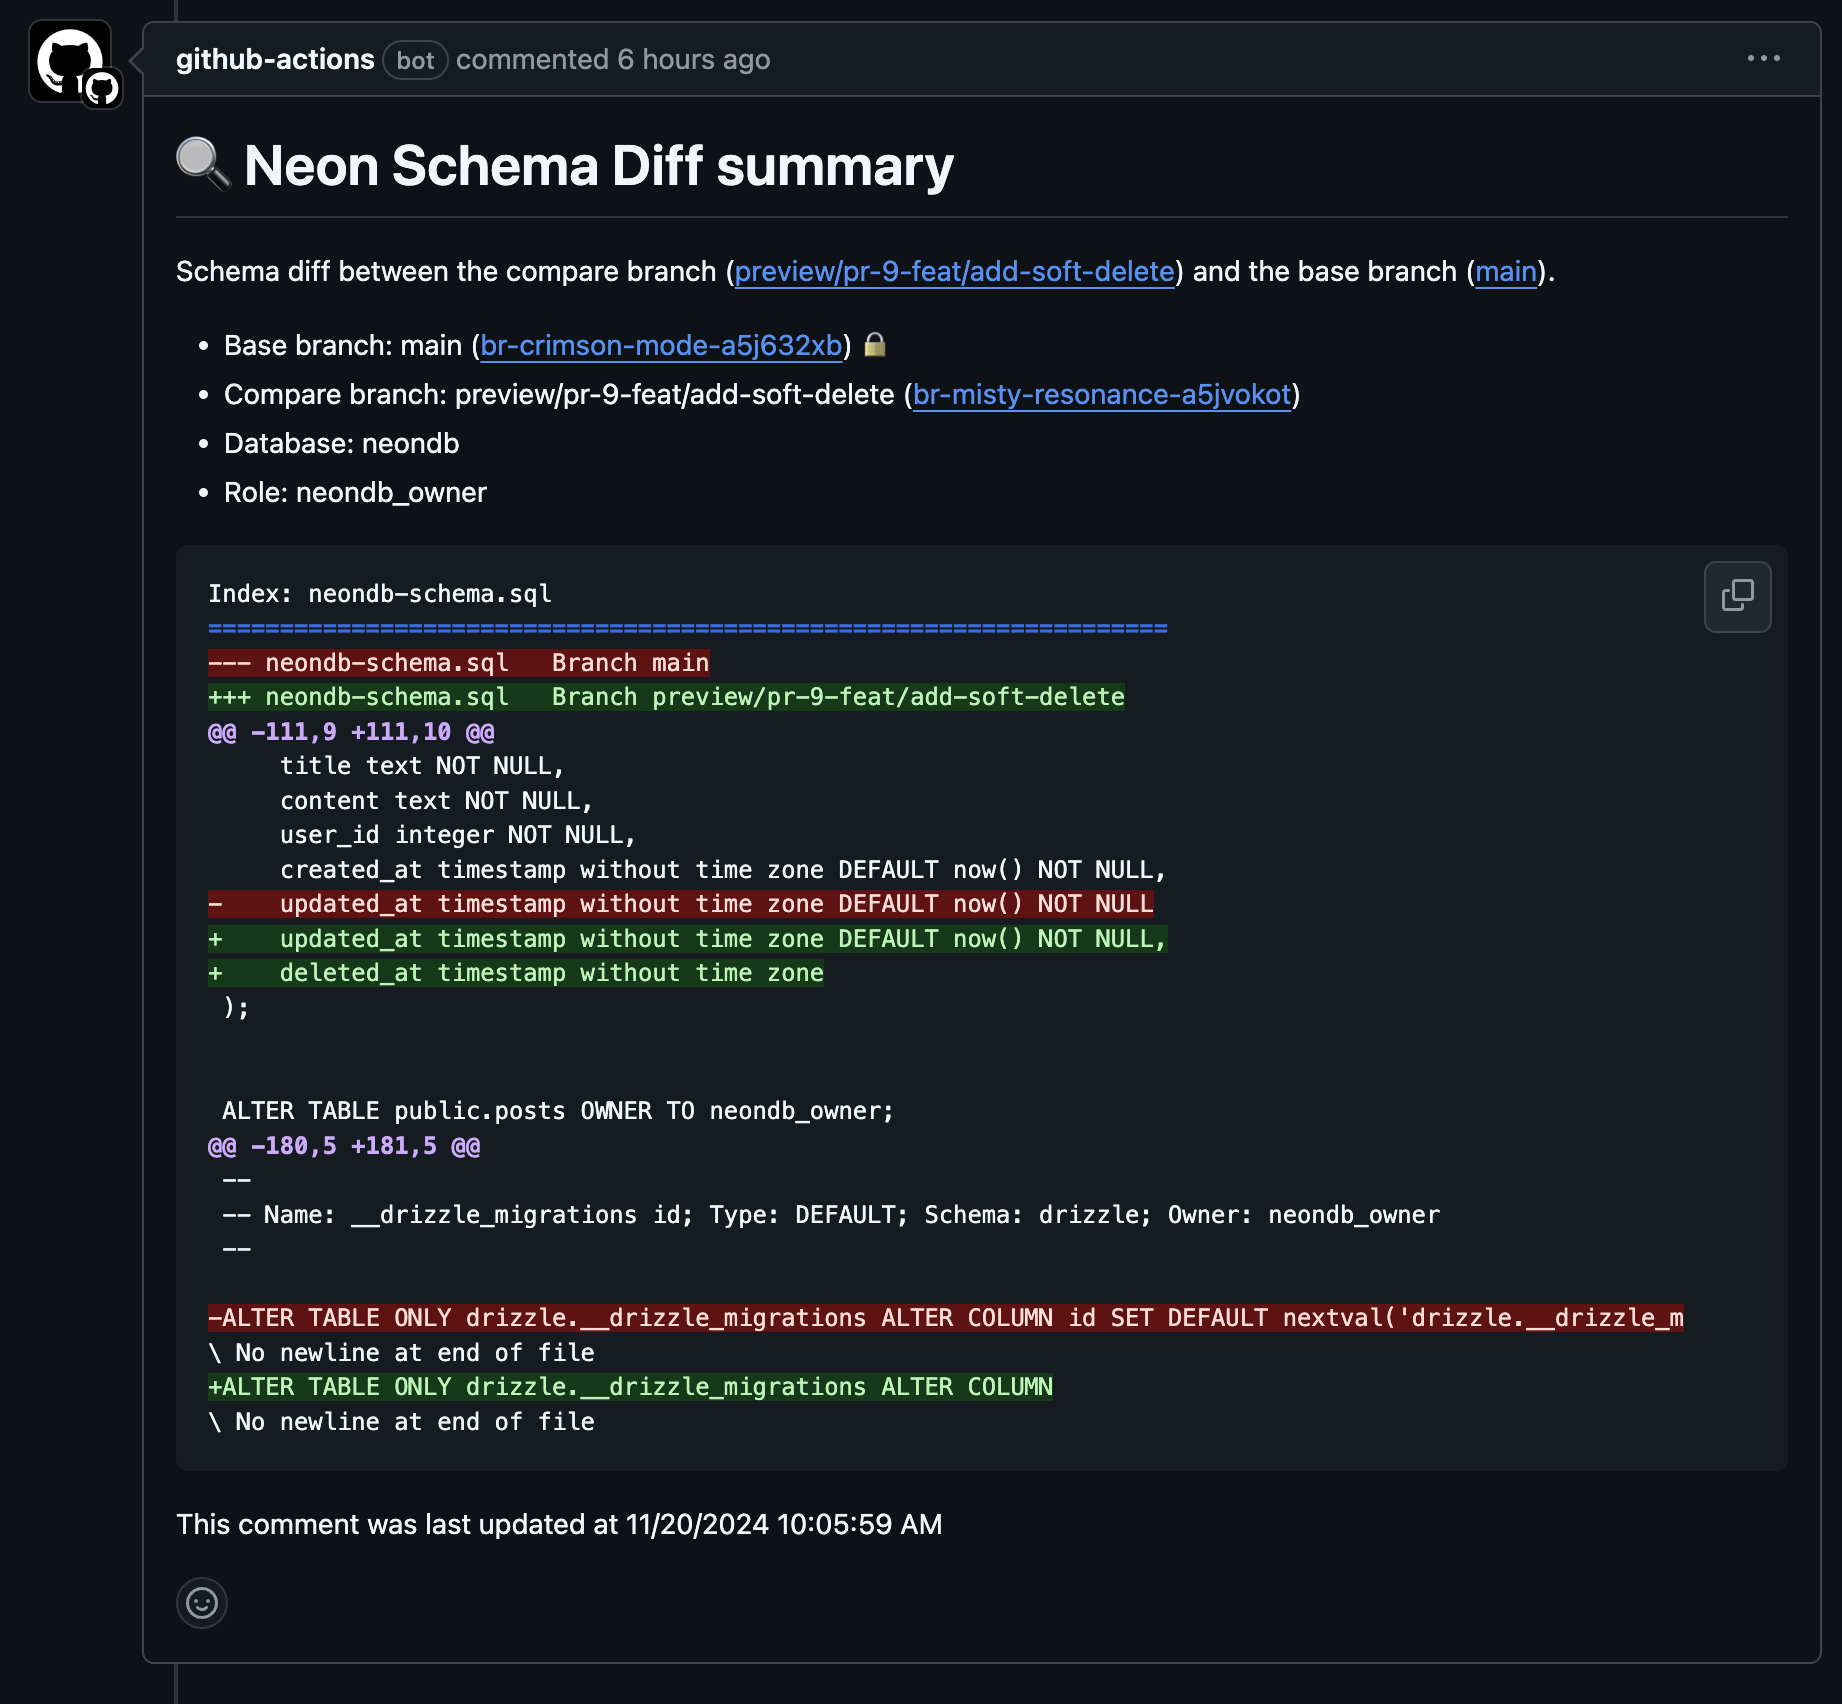 github-actions bot commented 6 hours ago
Neon Schema Diff summary
Schema diff between the compare branch (preview/pr-9-feat/add-soft-delete) and the base branch (main).
• Base branch: main (br-crimson-mode-a5j632xb) 🔒
• Compare branch: preview/pr-9-feat/add-soft-delete (br-misty-resonance-a5jvokot)
• Database: neondb
• Role: neondb_owner
Index: neondb-schema.sql
===================================================================
--- neondb-schema.sql   Branch main
+++ neondb-schema.sql   Branch preview/pr-9-feat/add-soft-delete
@@ -111,9 +111,10 @@
     title text NOT NULL,
     content text NOT NULL,
     user_id integer NOT NULL,
     created_at timestamp without time zone DEFAULT now() NOT NULL,
-    updated_at timestamp without time zone DEFAULT now() NOT NULL
+    updated_at timestamp without time zone DEFAULT now() NOT NULL,
+    deleted_at timestamp without time zone
 );
 ALTER TABLE public.posts OWNER TO neondb_owner;
@@ -180,5 +181,5 @@
 --
 -- Name: __drizzle_migrations id; Type: DEFAULT; Schema: drizzle; Owner: neondb_owner
 --
-ALTER TABLE ONLY drizzle.__drizzle_migrations ALTER COLUMN id SET DEFAULT nextval('drizzle.__drizzle_m
\ No newline at end of file
+ALTER TABLE ONLY drizzle.__drizzle_migrations ALTER COLUMN
\ No newline at end of file
This comment was last updated at 11/20/2024 10:05:59 AM